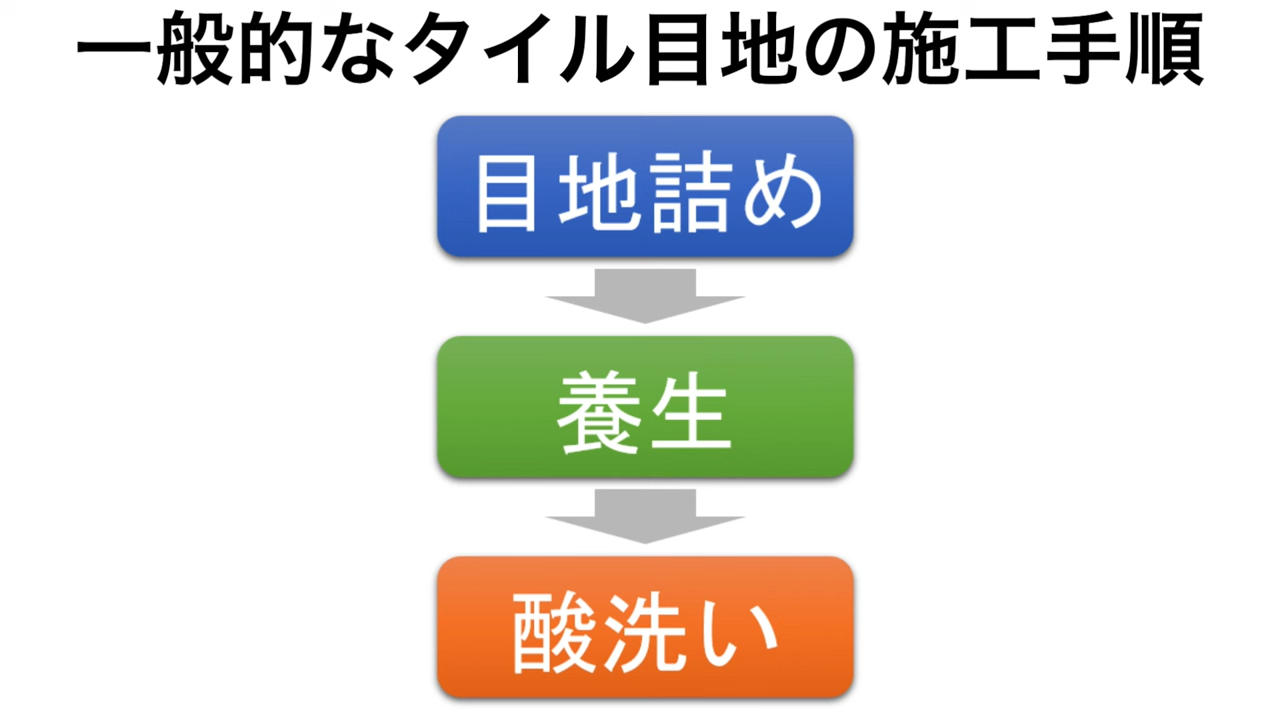 一般的なタイル目地の施工手順
目地詰め
養生
酸洗い